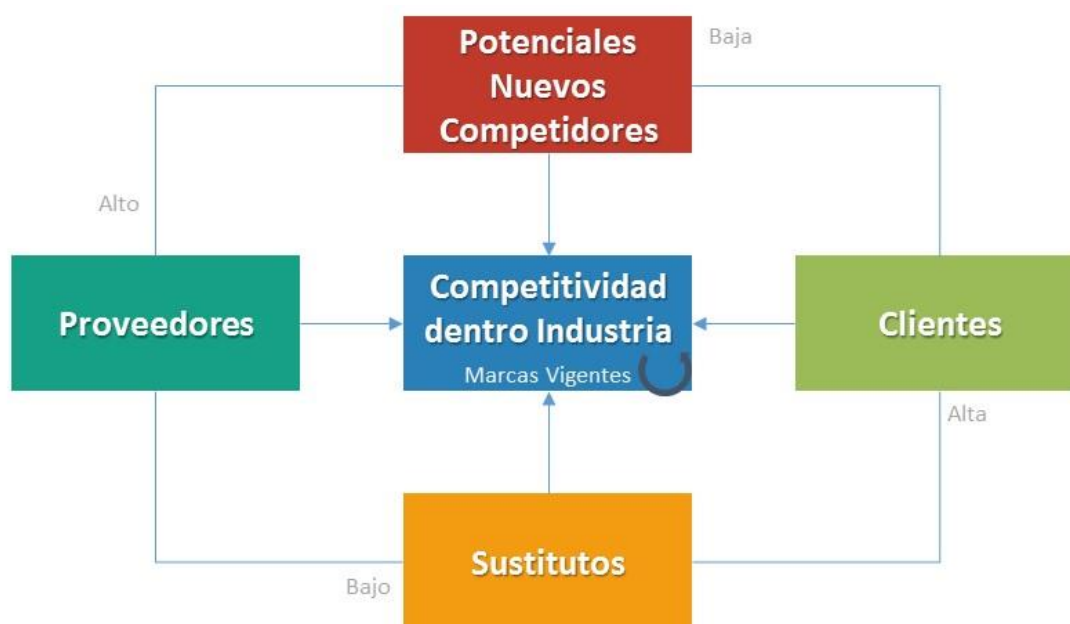 Potenciales
Nuevos
Competidores
Baja
Alto
Proveedores
Competitividad
dentro Industria
Marcas Vigentes
Clientes
Alta
Sustitutos
Bajo